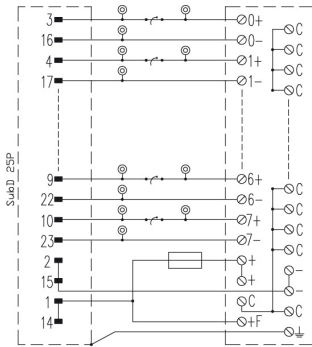 3 0+ C
16 0- C
4 1+ C
17 1- C
SubD 25P
9 6+ C
22 6- C
10 7+ C
23 7- C
2 + -
15 + -
1 C C
14 +F